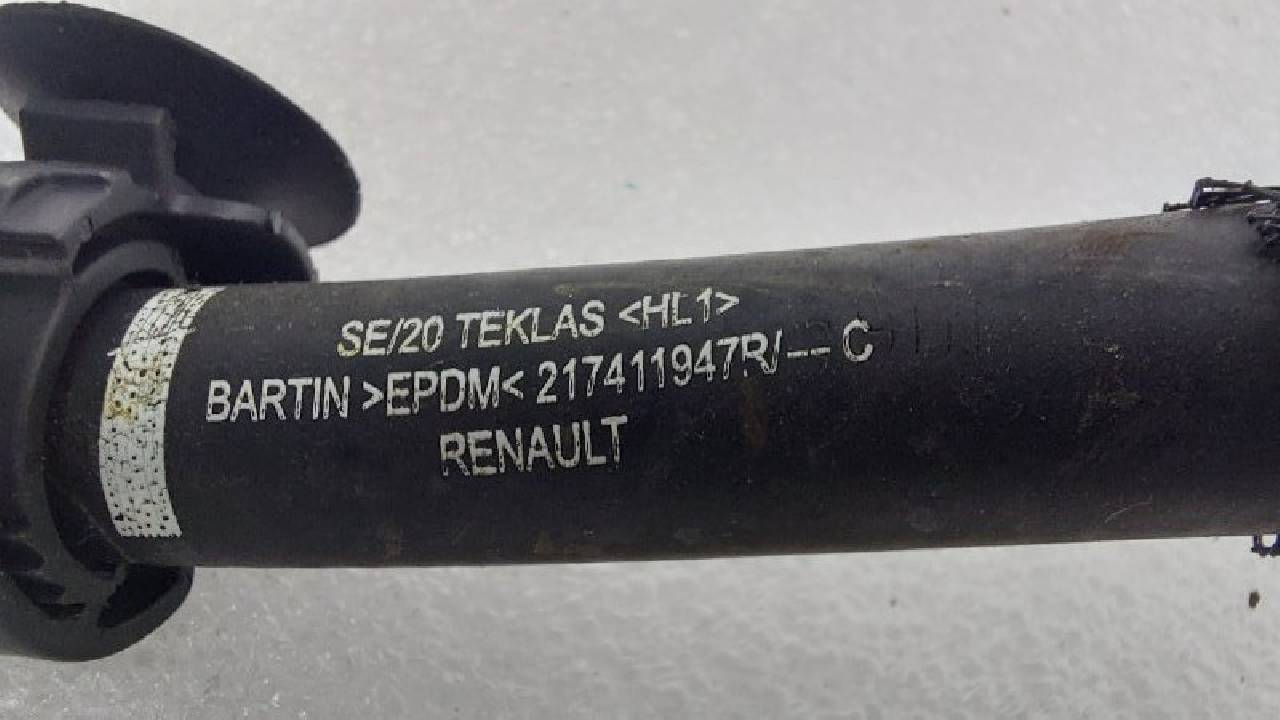 SE/20 TEKLAS <HL1>
BARTIN >EPDM< 217411947R/-- C
RENAULT